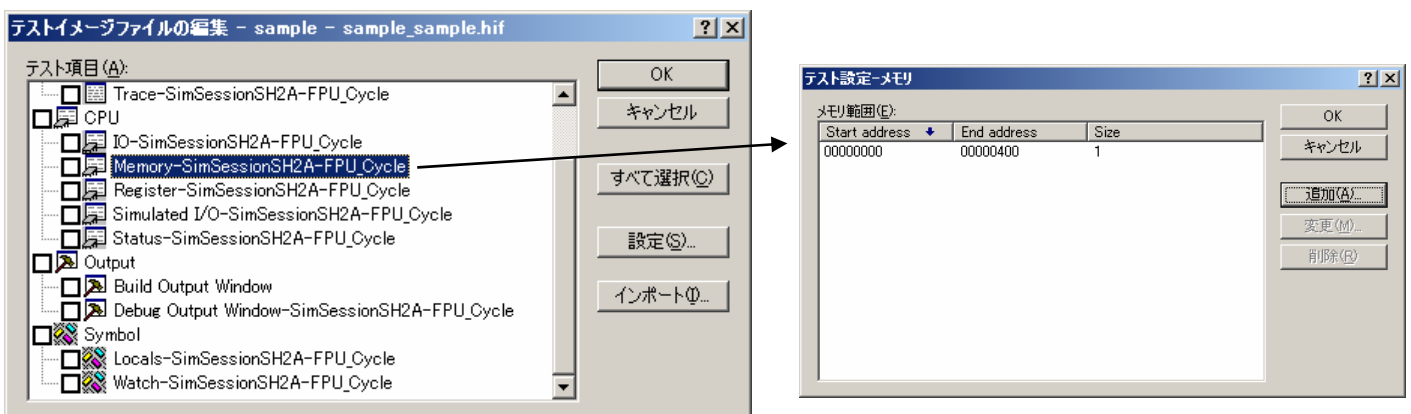 テストイメージファイルの編集 - sample - sample_sample.hif
テスト項目(A):
Trace-SimSessionSH2A-FPU_Cycle
CPU
IO-SimSessionSH2A-FPU_Cycle
Memory-SimSessionSH2A-FPU_Cycle
Register-SimSessionSH2A-FPU_Cycle
Simulated I/O-SimSessionSH2A-FPU_Cycle
Status-SimSessionSH2A-FPU_Cycle
Output
Build Output Window
Debug Output Window-SimSessionSH2A-FPU_Cycle
Symbol
Locals-SimSessionSH2A-FPU_Cycle
Watch-SimSessionSH2A-FPU_Cycle
OK
キャンセル
すべて選択(C)
設定(S)...
インポート(I)...
テスト設定-メモリ
メモリ範囲(E):
Start address End address Size
00000000 00000400 1
OK
キャンセル
追加(A)...
変更(M)...
削除(R)